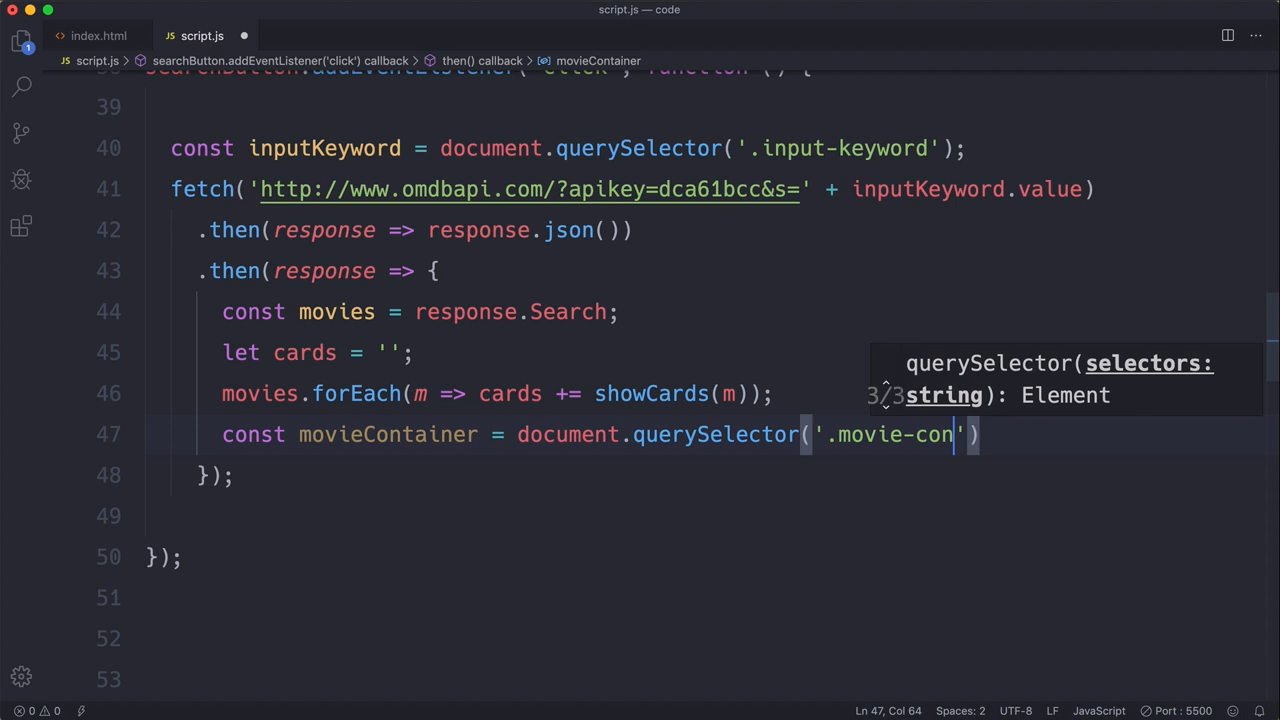 script.js — code
index.html
script.js
script.js > searchButton.addEventListener('click') callback > then() callback > movieContainer
39
40 const inputKeyword = document.querySelector('.input-keyword');
41 fetch('http://www.omdbapi.com/?apikey=dca61bcc&s=' + inputKeyword.value)
42 .then(response => response.json())
43 .then(response => {
44 const movies = response.Search;
45 let cards = '';
46 movies.forEach(m => cards += showCards(m));
querySelector(selectors:
3/3 string): Element
47 const movieContainer = document.querySelector('.movie-con')
48 });
49
50 });
51
52
53
0 0 Ln 47, Col 64 Spaces: 2 UTF-8 LF JavaScript Port : 5500